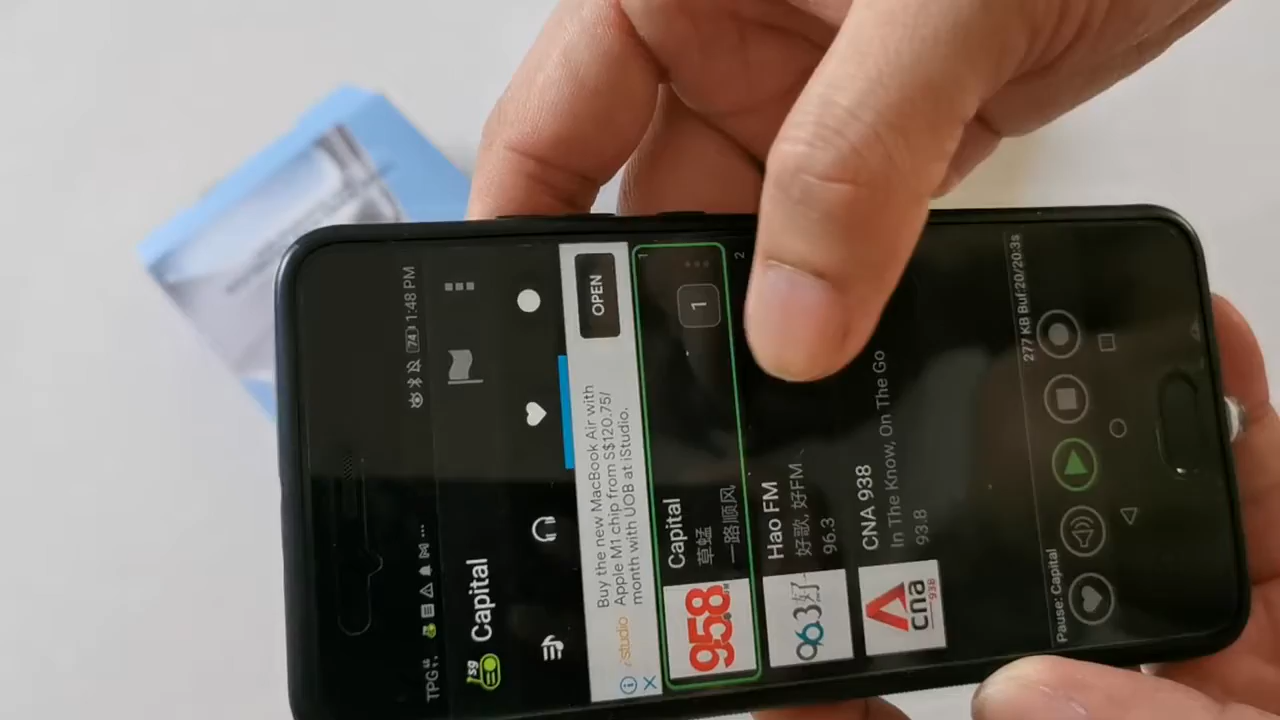 TPG 1:48 PM
74
Capital
iStudio
Buy the new MacBook Air with
Apple M1 chip from S$120.75/
month with UOB at iStudio.
OPEN
958
Capital
草蜢
一路顺风
1
1
96.3好
Hao FM
好歌, 好FM
96.3
2
cna
938
CNA 938
In The Know, On The Go
93.8
Pause: Capital
277 KB Buf:20/20:3s